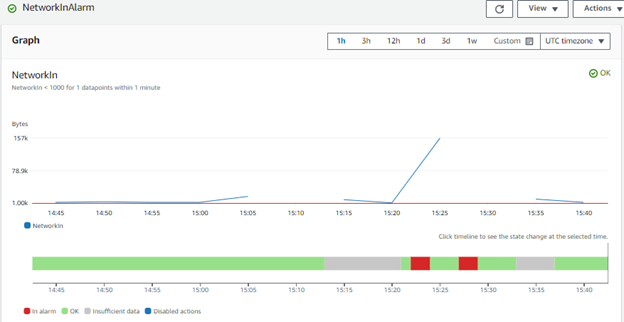 NetworkInAlarm View Actions
Graph 1h 3h 12h 1d 3d 1w Custom UTC timezone
NetworkIn OK
NetworkIn < 1000 for 1 datapoints within 1 minute
Bytes
157k
78.9k
1.00k
14:45 14:50 14:55 15:00 15:05 15:10 15:15 15:20 15:25 15:30 15:35 15:40
NetworkIn
Click timeline to see the state change at the selected time.
14:45 14:50 14:55 15:00 15:05 15:10 15:15 15:20 15:25 15:30 15:35 15:40
In alarm OK Insufficient data Disabled actions